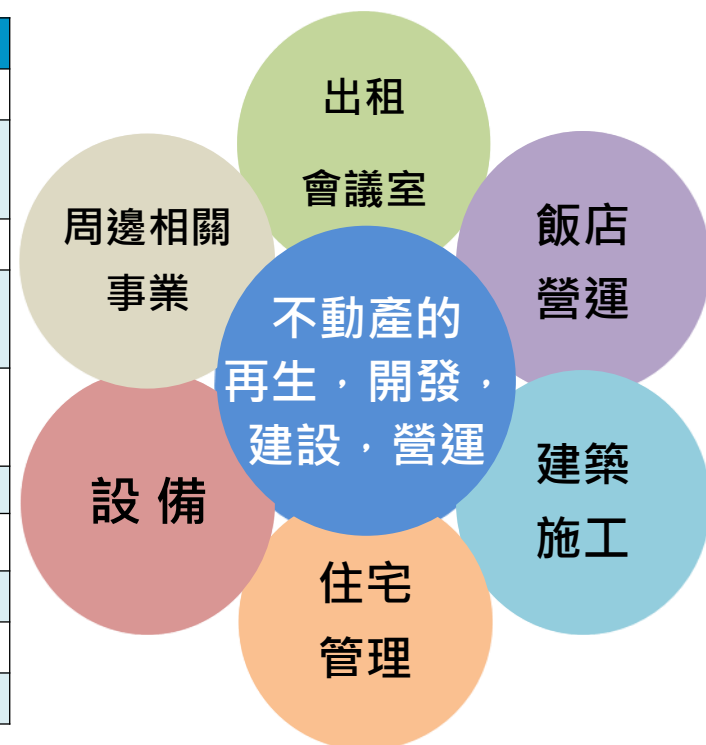 出租
會議室
周邊相關
事業
飯店
營運
不動產的
再生，開發，
建設，營運
設 備
建築
施工
住宅
管理